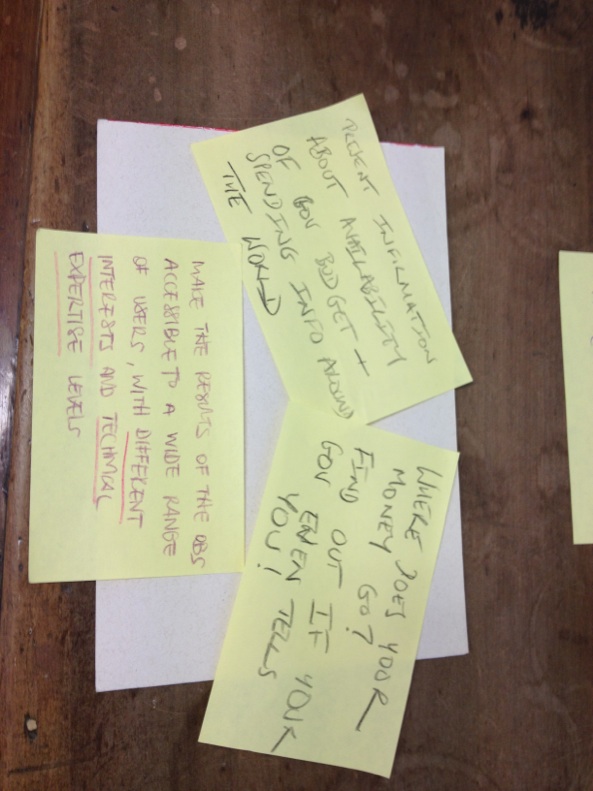 PRESENT INFORMATION
ABOUT AVAILABILITY
OF GOV BUDGET +
SPENDING INFO AROUND
THE WORLD
WHERE DOES YOUR
MONEY GO?
FIND OUT IF YOUR
GOV EVEN TELLS
YOU!
MAKE THE RESULTS OF THE OBS
ACCESSIBLE TO A WIDE RANGE
OF USERS, WITH DIFFERENT
INTERESTS AND TECHNICAL
EXPERTISE LEVELS